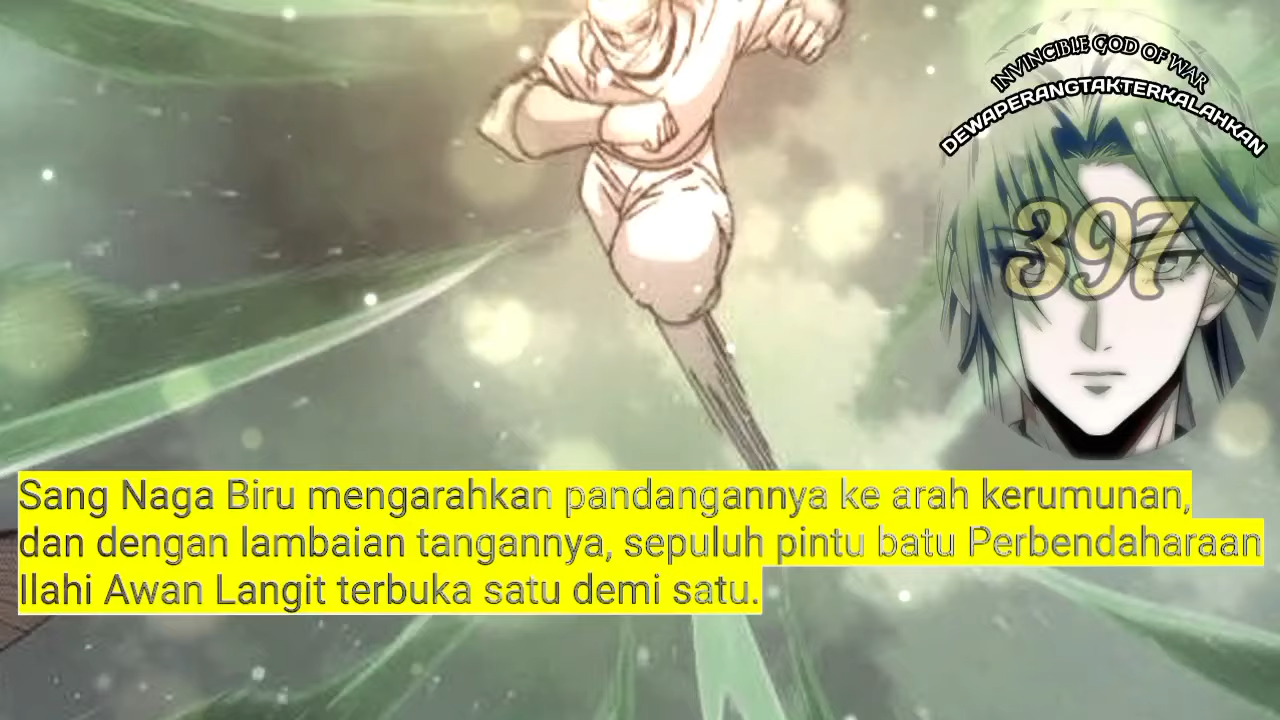 INVINCIBLE GOD OF WAR
DEWAPERANGTAKTERKALAHKAN
397
Sang Naga Biru mengarahkan pandangannya ke arah kerumunan,
dan dengan lambaian tangannya, sepuluh pintu batu Perbendaharaan
Ilahi Awan Langit terbuka satu demi satu.